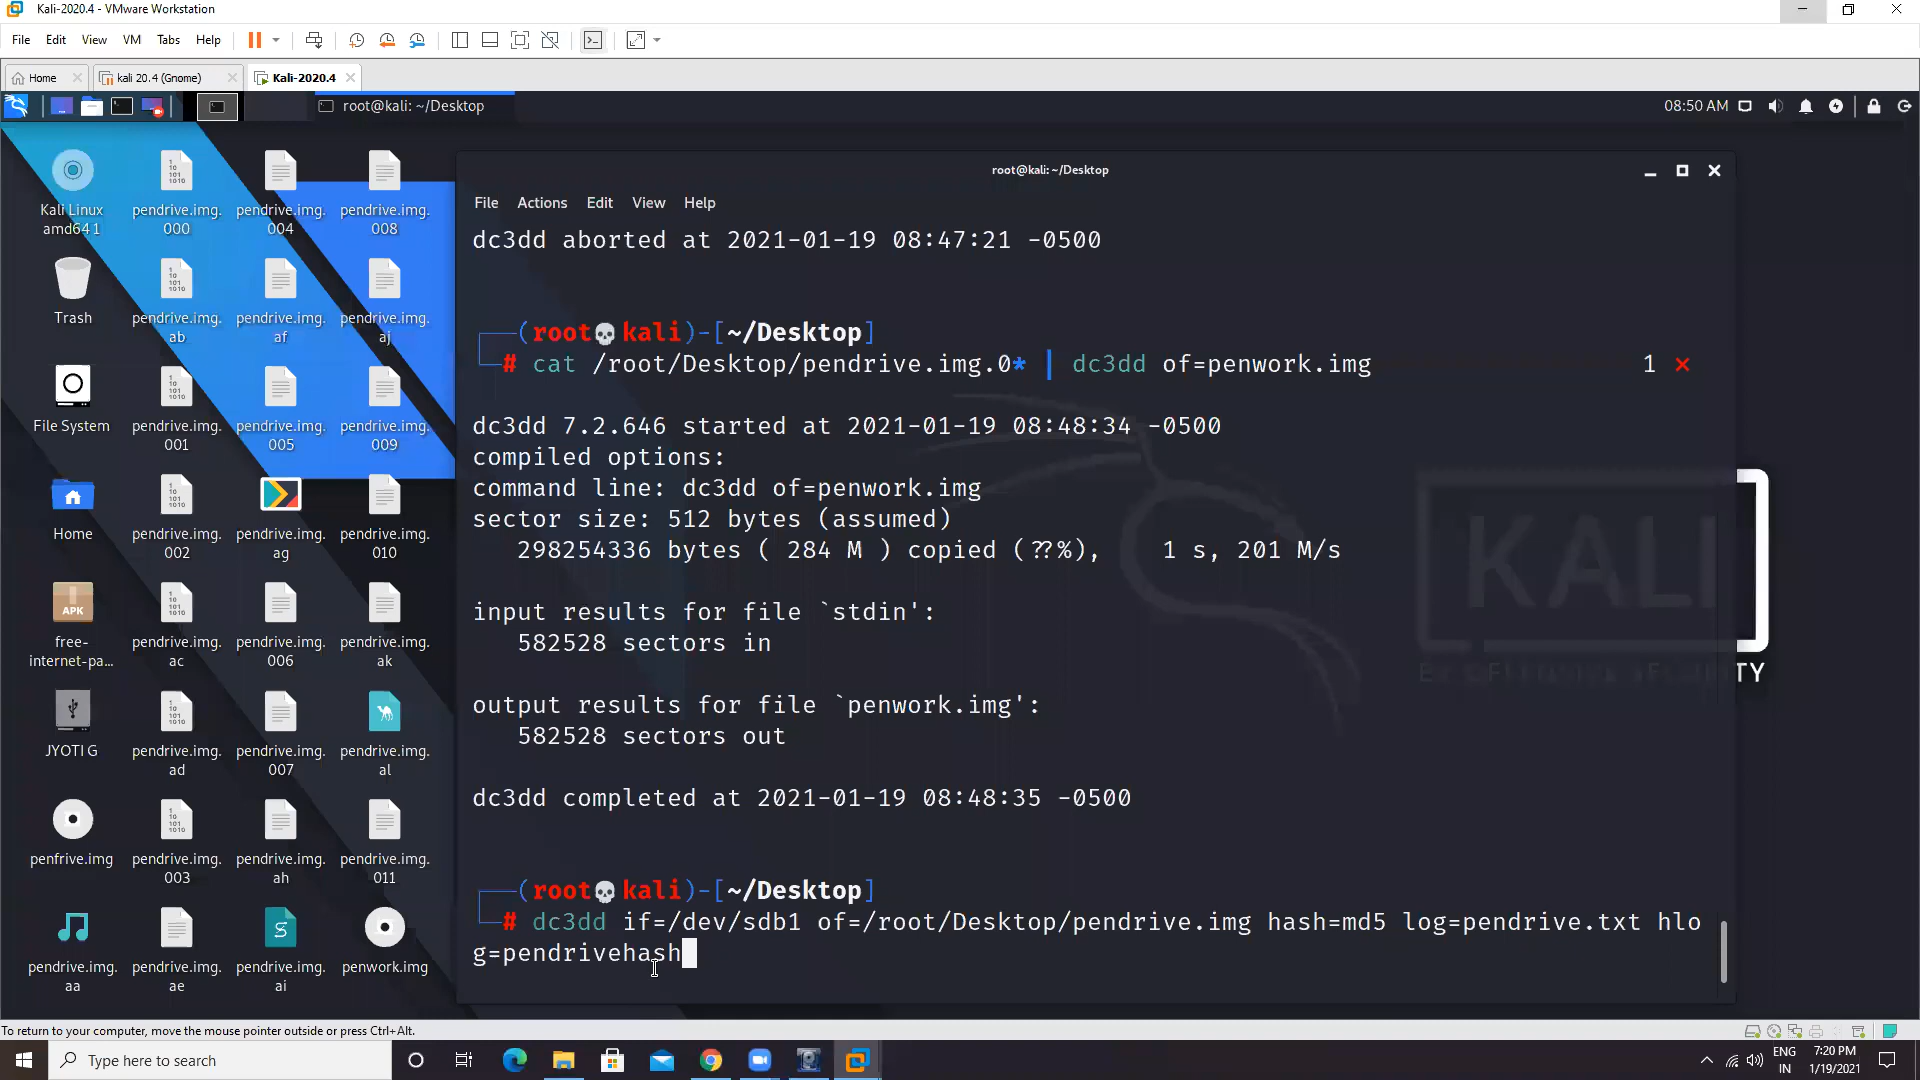 Kali-2020.4 - VMware Workstation
File Edit View VM Tabs Help
Home
kali 20.4 (Gnome)
Kali-2020.4
root@kali: ~/Desktop
08:50 AM
Kali Linux
amd64 1
pendrive.img.
000
pendrive.img.
004
pendrive.img.
008
Trash
pendrive.img.
ab
pendrive.img.
af
pendrive.img.
aj
File System
pendrive.img.
001
pendrive.img.
005
pendrive.img.
009
Home
pendrive.img.
002
pendrive.img.
ag
pendrive.img.
010
APK
free-
internet-pa...
pendrive.img.
ac
pendrive.img.
006
pendrive.img.
ak
JYOTI G
pendrive.img.
ad
pendrive.img.
007
pendrive.img.
al
penfrive.img
pendrive.img.
003
pendrive.img.
ah
pendrive.img.
011
pendrive.img.
aa
pendrive.img.
ae
pendrive.img.
ai
penwork.img
root@kali: ~/Desktop
File Actions Edit View Help
dc3dd aborted at 2021-01-19 08:47:21 -0500
(root💀kali)-[~/Desktop]
# cat /root/Desktop/pendrive.img.0* | dc3dd of=penwork.img 1 ✕
dc3dd 7.2.646 started at 2021-01-19 08:48:34 -0500
compiled options:
command line: dc3dd of=penwork.img
sector size: 512 bytes (assumed)
298254336 bytes ( 284 M ) copied (??%), 1 s, 201 M/s
input results for file `stdin':
582528 sectors in
output results for file `penwork.img':
582528 sectors out
dc3dd completed at 2021-01-19 08:48:35 -0500
(root💀kali)-[~/Desktop]
# dc3dd if=/dev/sdb1 of=/root/Desktop/pendrive.img hash=md5 log=pendrive.txt hlo
g=pendrivehash
KALI
BY OFFENSIVE SECURITY
To return to your computer, move the mouse pointer outside or press Ctrl+Alt.
Type here to search
ENG
IN
7:20 PM
1/19/2021